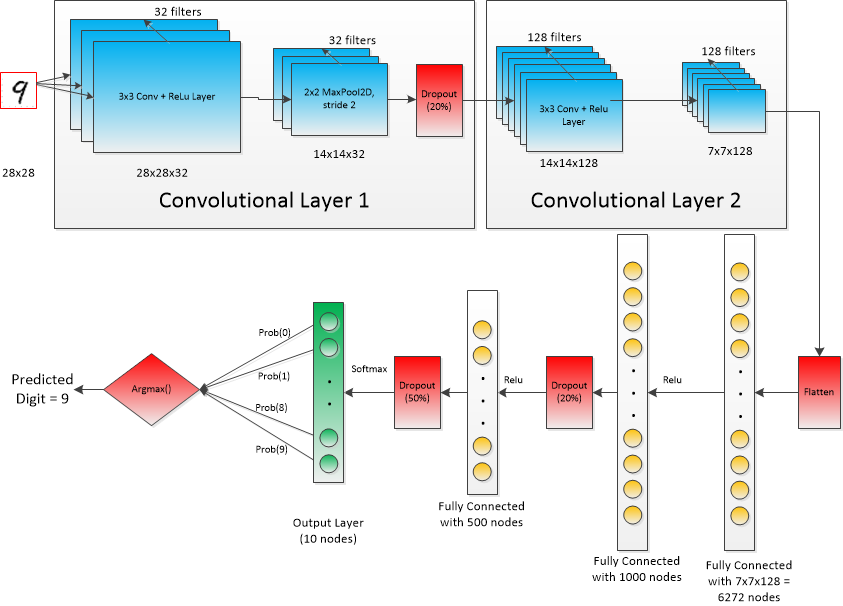 32 filters
32 filters
128 filters
128 filters
9
3x3 Conv + ReLu Layer
2x2 MaxPool2D,
stride 2
Dropout
(20%)
3x3 Conv + Relu
Layer
28x28
28x28x32
14x14x32
14x14x128
7x7x128
Convolutional Layer 1
Convolutional Layer 2
Predicted
Digit = 9
Argmax()
Prob(0)
Prob(1)
Prob(8)
Prob(9)
Softmax
Dropout
(50%)
Relu
Dropout
(20%)
Relu
Flatten
Output Layer
(10 nodes)
Fully Connected
with 500 nodes
Fully Connected
with 1000 nodes
Fully Connected
with 7x7x128 =
6272 nodes